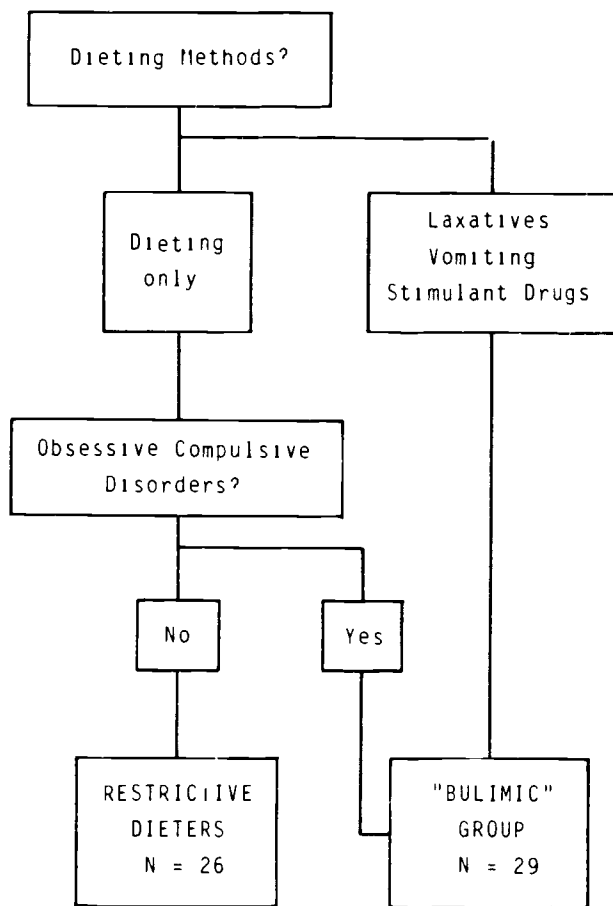 Dieting Methods?
Dieting
only
Laxatives
Vomiting
Stimulant Drugs
Obsessive Compulsive
Disorders?
No
Yes
RESTRICTIVE
DIETERS
N = 26
"BULIMIC"
GROUP
N = 29